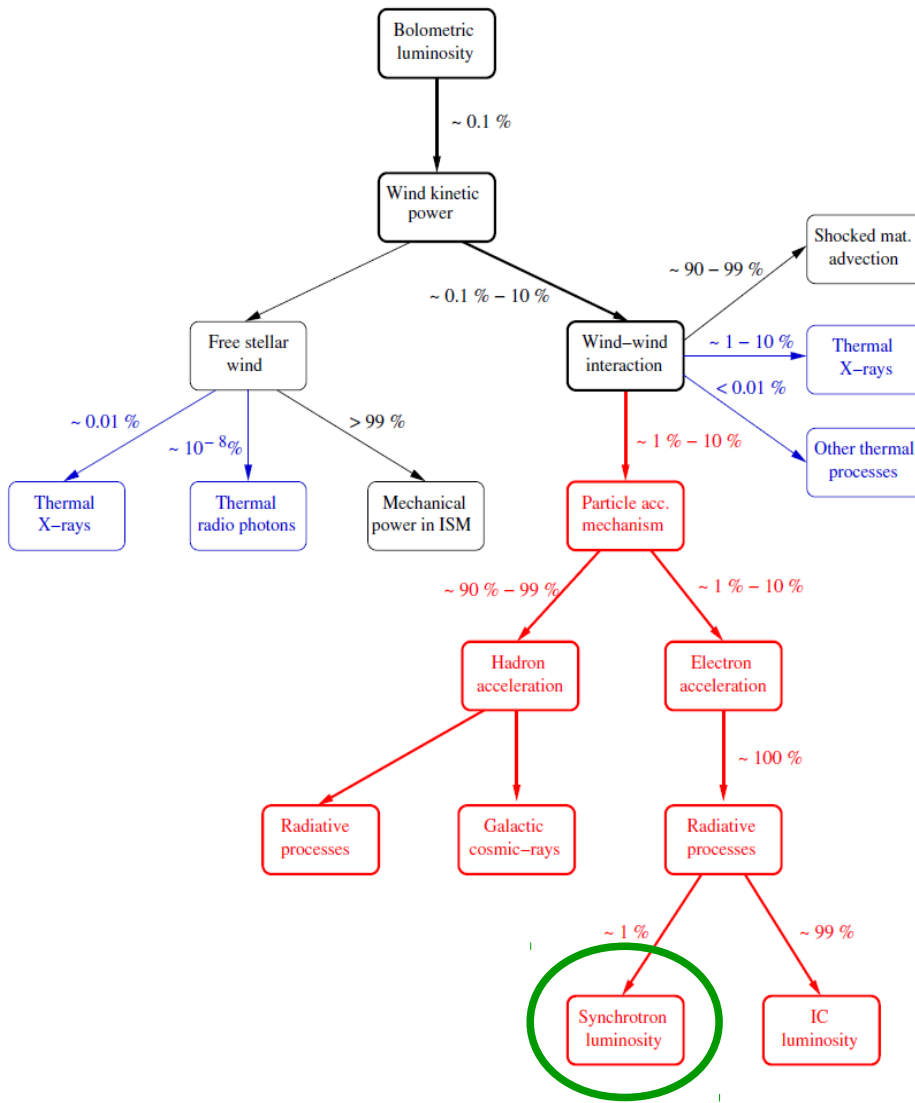 Bolometric
luminosity
~ 0.1 %
Wind kinetic
power
~ 0.1 % − 10 %
~ 90 − 99 %
Shocked mat.
advection
Free stellar
wind
Wind−wind
interaction
~ 1 − 10 %
Thermal
X−rays
< 0.01 %
~ 0.01 %
~ 10⁻⁸%
> 99 %
~ 1 % − 10 %
Other thermal
processes
Thermal
X−rays
Thermal
radio photons
Mechanical
power in ISM
Particle acc.
mechanism
~ 90 % − 99 %
~ 1 % − 10 %
Hadron
acceleration
Electron
acceleration
~ 100 %
Radiative
processes
Galactic
cosmic−rays
Radiative
processes
~ 1 %
~ 99 %
Synchrotron
luminosity
IC
luminosity